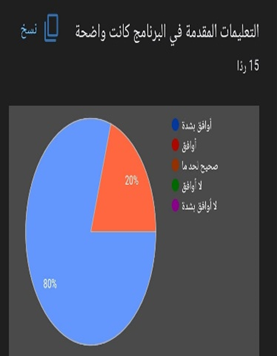 التعليمات المقدمة في البرنامج كانت واضحة
نسخ
15 ردًا
أوافق بشدة
أوافق
صحيح لحد ما
لا أوافق
لا أوافق بشدة
20%
80%